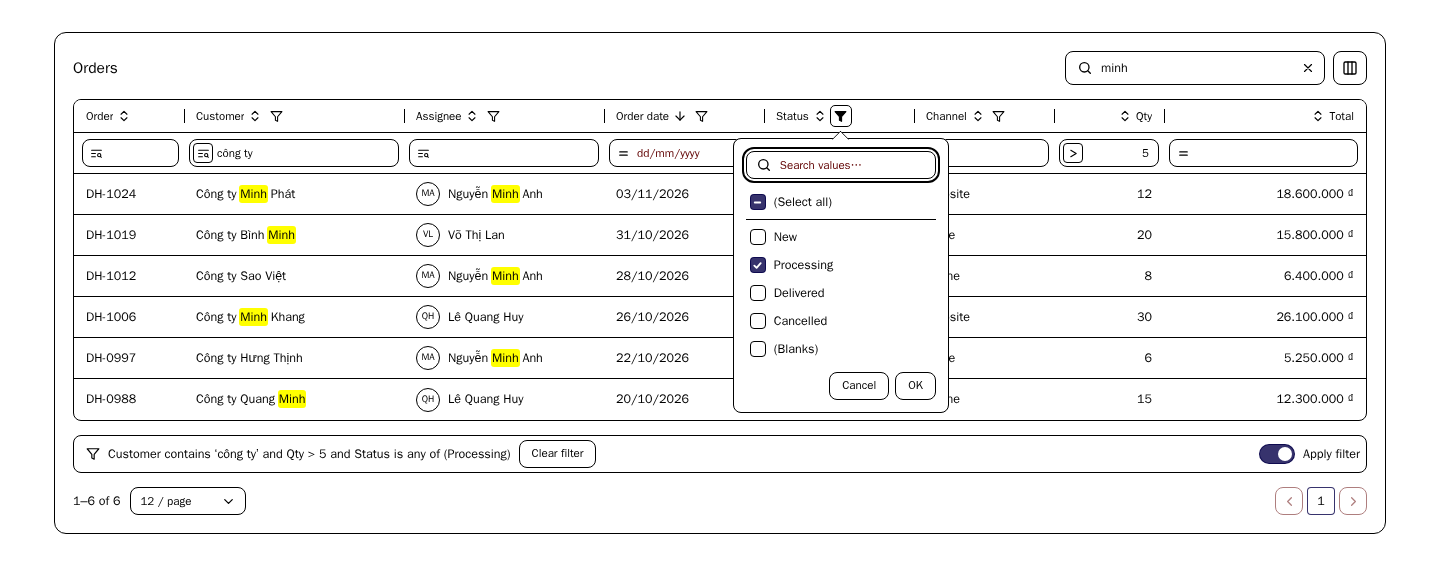 Orders
minh
Order Customer Assignee Order date Status Channel Qty Total
công ty = dd/mm/yyyy > 5 =
Search values···
(Select all)
New
Processing
Delivered
Cancelled
(Blanks)
Cancel OK
DH-1024 Công ty Minh Phát MA Nguyễn Minh Anh 03/11/2026 12 18.600.000 ₫
DH-1019 Công ty Bình Minh VL Võ Thị Lan 31/10/2026 20 15.800.000 ₫
DH-1012 Công ty Sao Việt MA Nguyễn Minh Anh 28/10/2026 8 6.400.000 ₫
DH-1006 Công ty Minh Khang QH Lê Quang Huy 26/10/2026 30 26.100.000 ₫
DH-0997 Công ty Hưng Thịnh MA Nguyễn Minh Anh 22/10/2026 6 5.250.000 ₫
DH-0988 Công ty Quang Minh QH Lê Quang Huy 20/10/2026 15 12.300.000 ₫
Customer contains ‘công ty’ and Qty > 5 and Status is any of (Processing) Clear filter Apply filter
1–6 of 6 12 / page 1